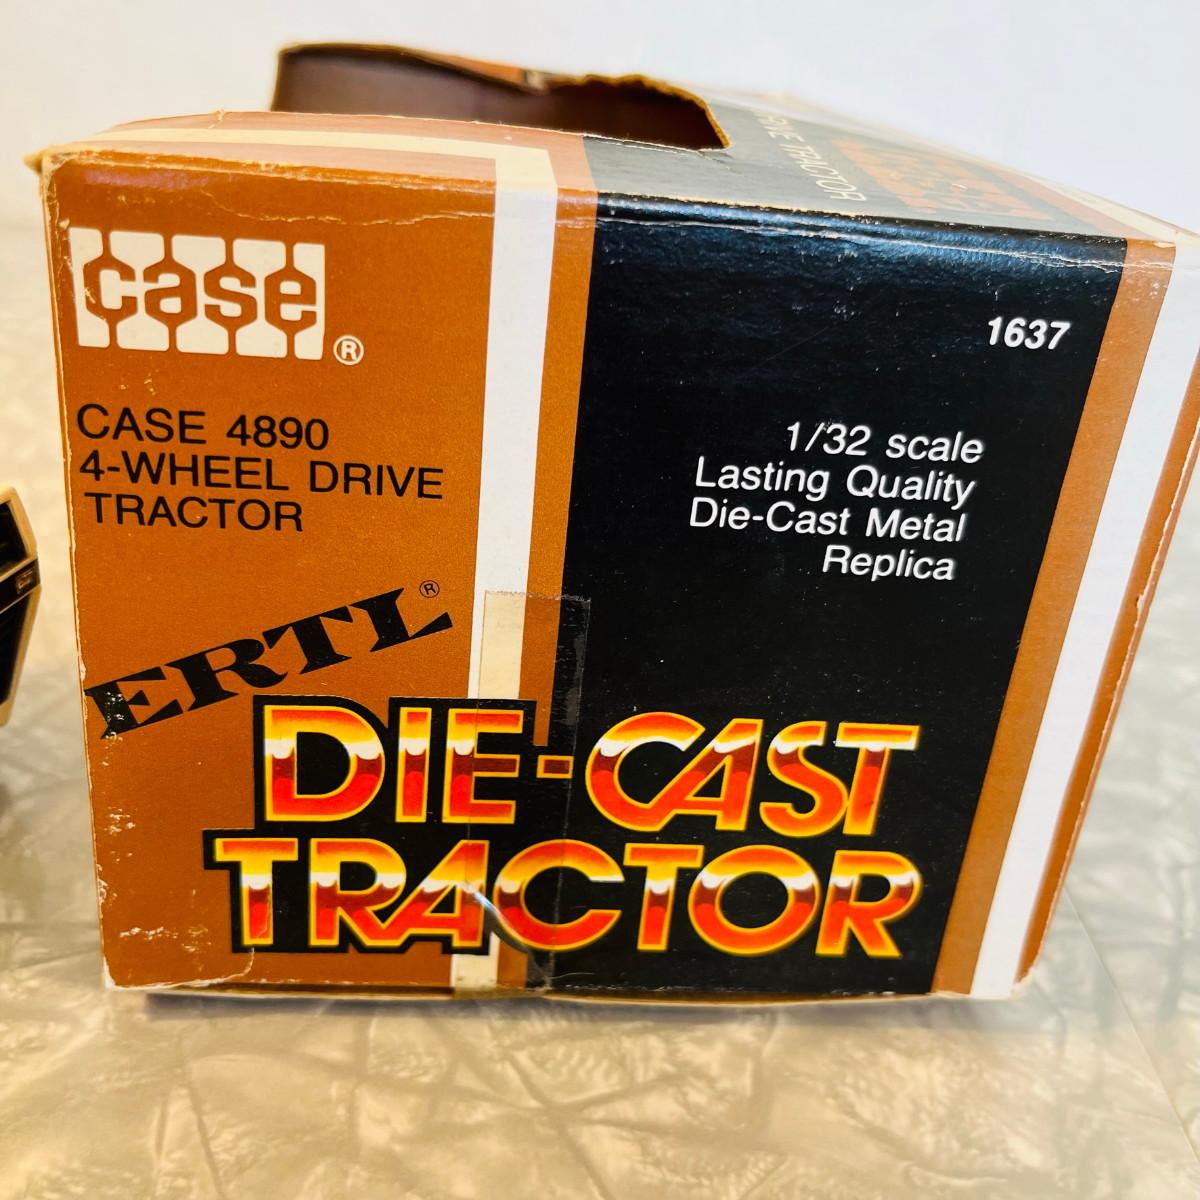 case®
CASE 4890
4-WHEEL DRIVE
TRACTOR
ERTL®
1637
1/32 scale
Lasting Quality
Die-Cast Metal
Replica
DIE-CAST
TRACTOR
TRACTOR